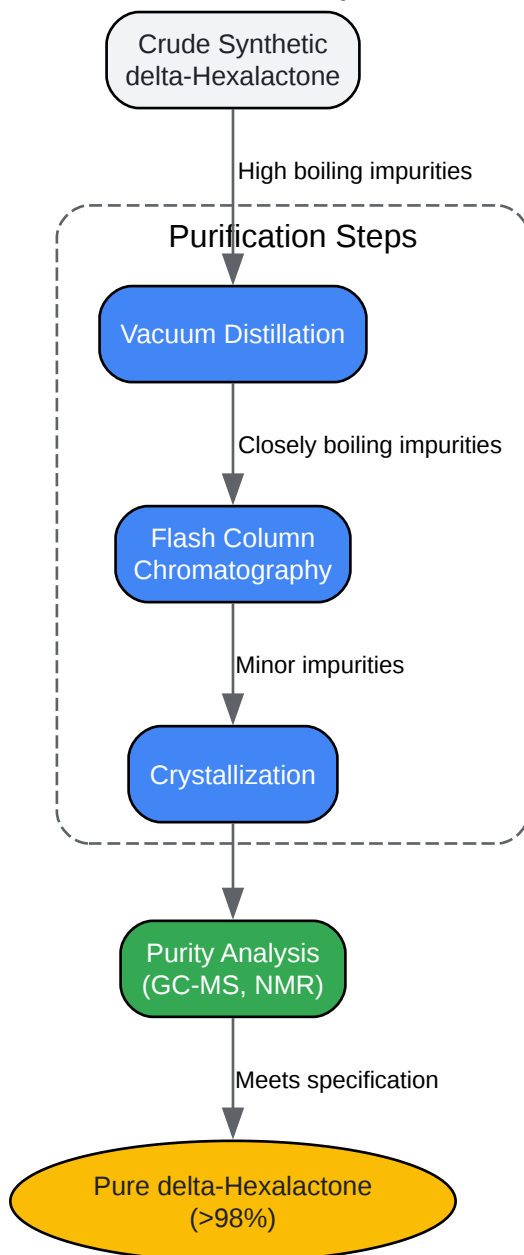 Crude Synthetic
delta-Hexalactone
High boiling impurities
Purification Steps
Vacuum Distillation
Closely boiling impurities
Flash Column
Chromatography
Minor impurities
Crystallization
Purity Analysis
(GC-MS, NMR)
Meets specification
Pure delta-Hexalactone
(>98%)